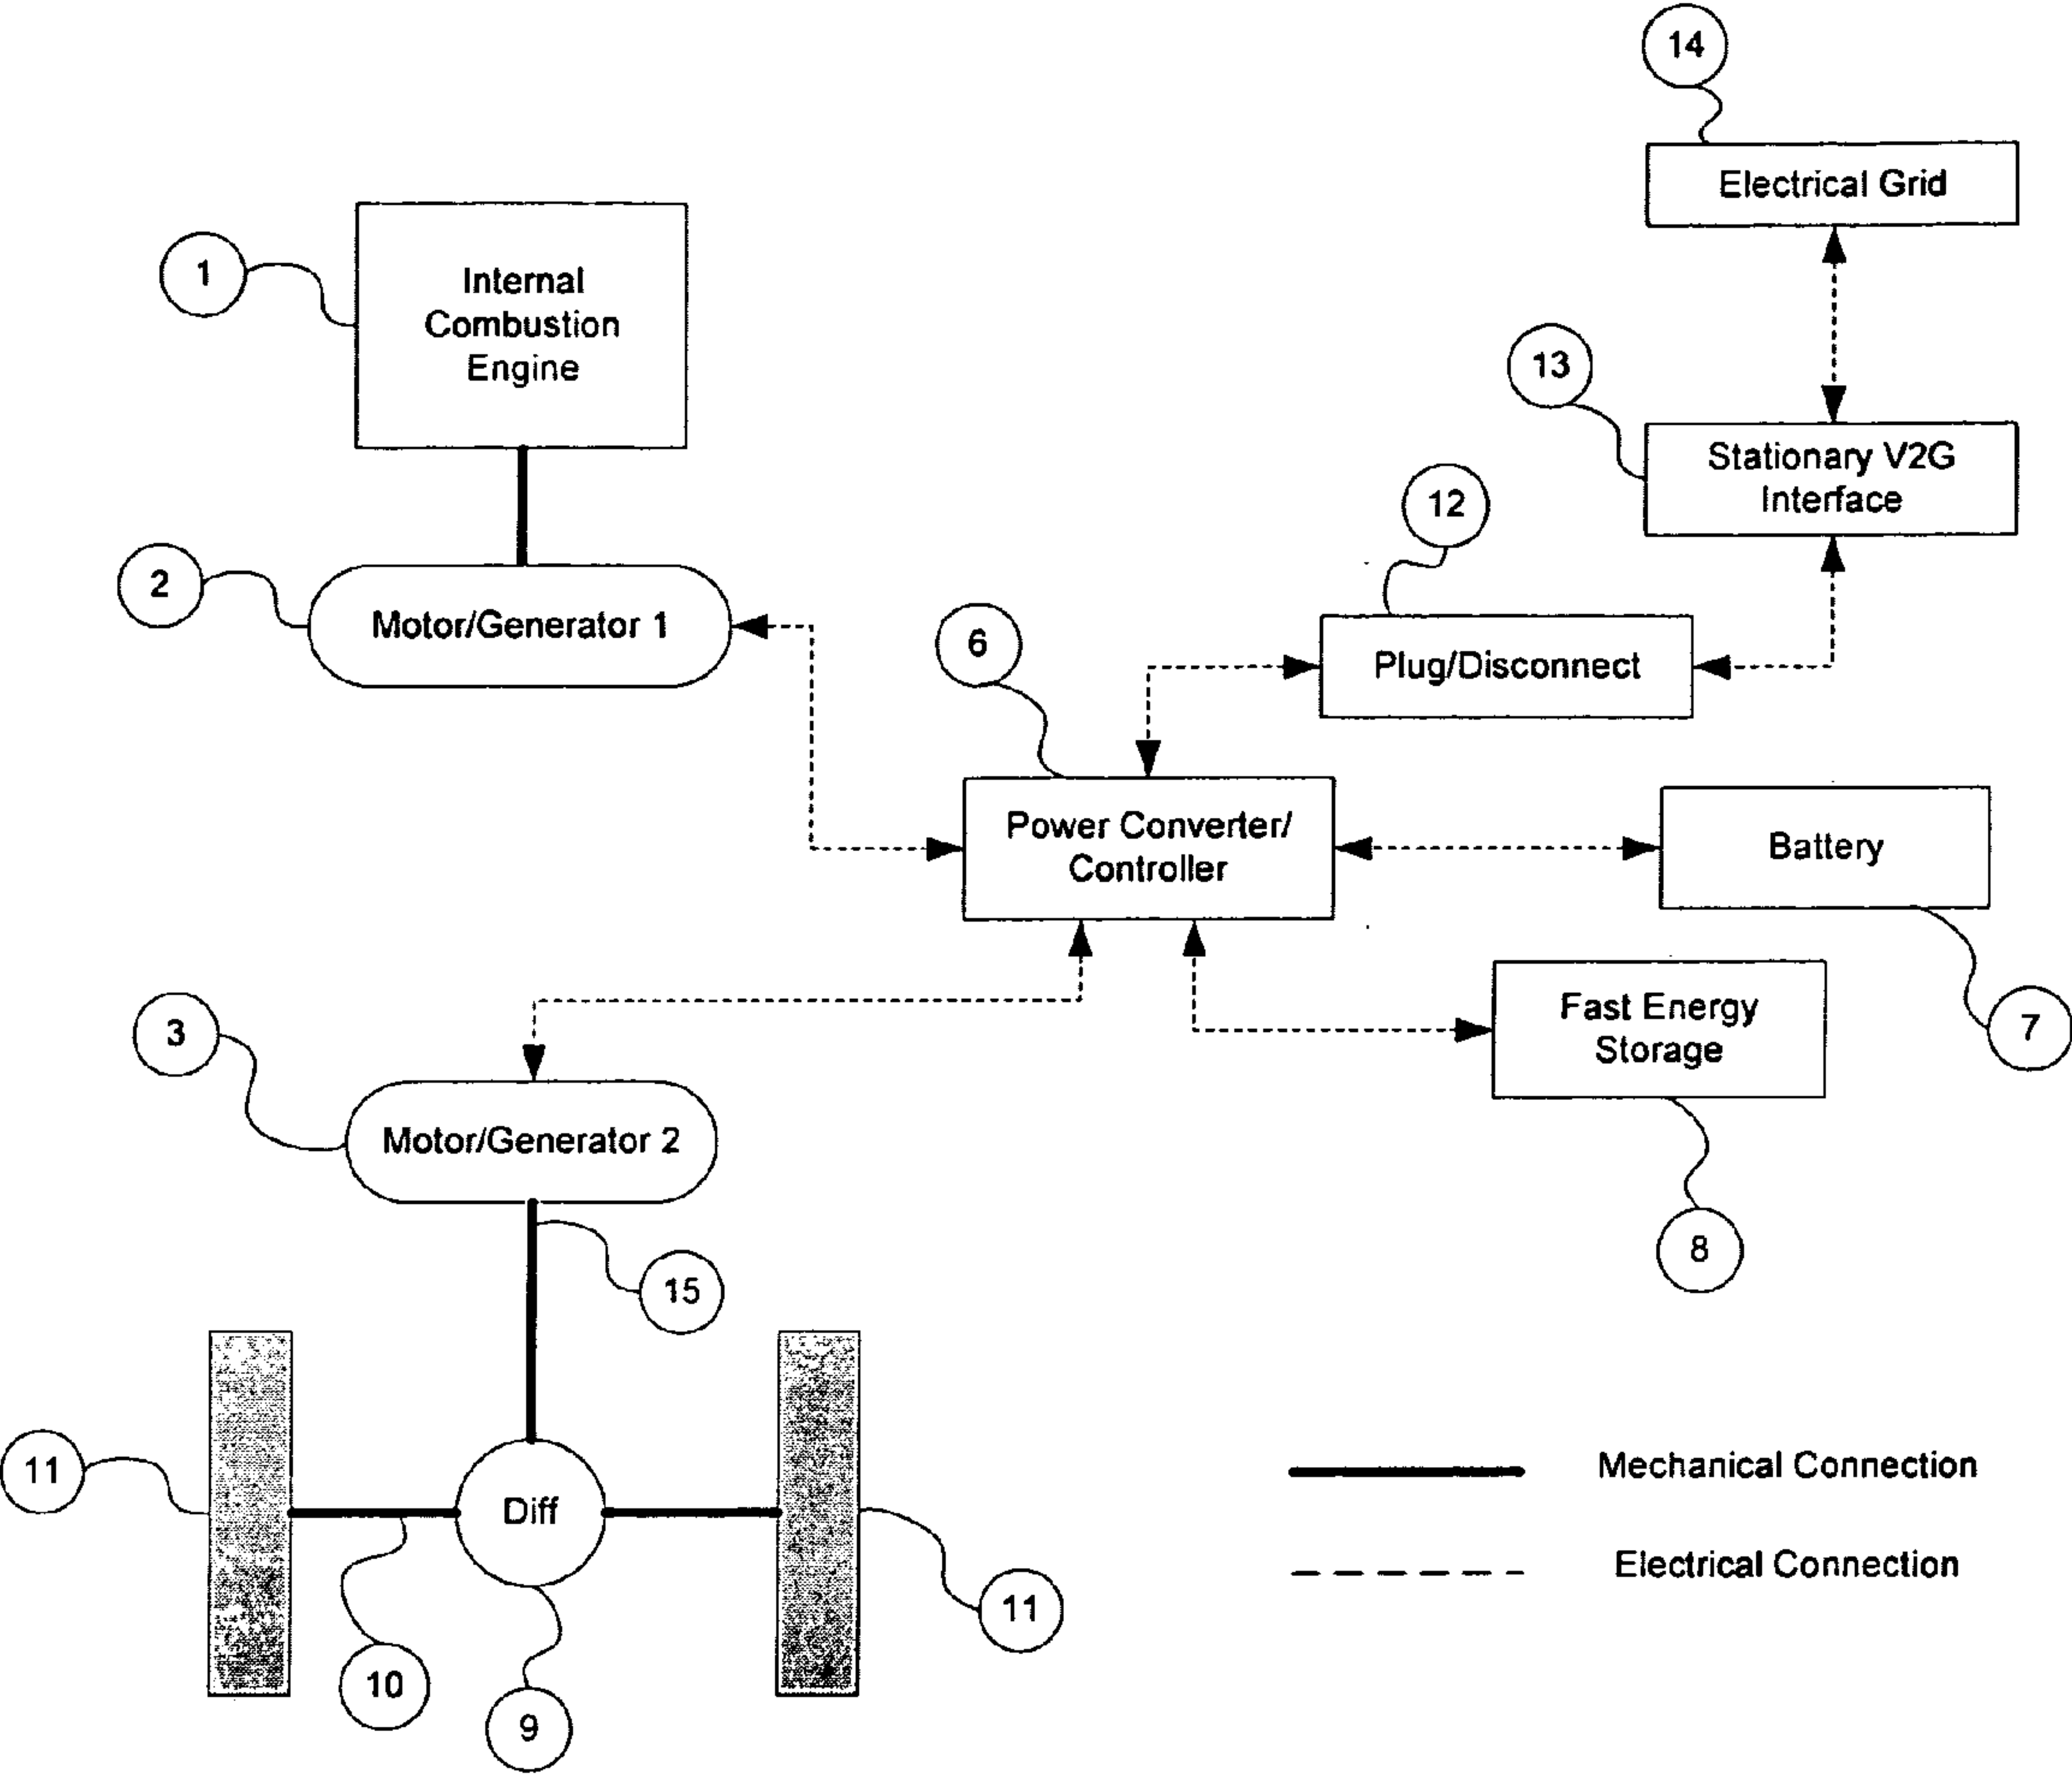 14
Electrical Grid
1
Internal
Combustion
Engine
13
Stationary V2G
Interface
12
2
Motor/Generator 1
6
Plug/Disconnect
Power Converter/
Controller
Battery
7
3
Fast Energy
Storage
Motor/Generator 2
8
15
11
Diff
11
10
9
Mechanical Connection
Electrical Connection